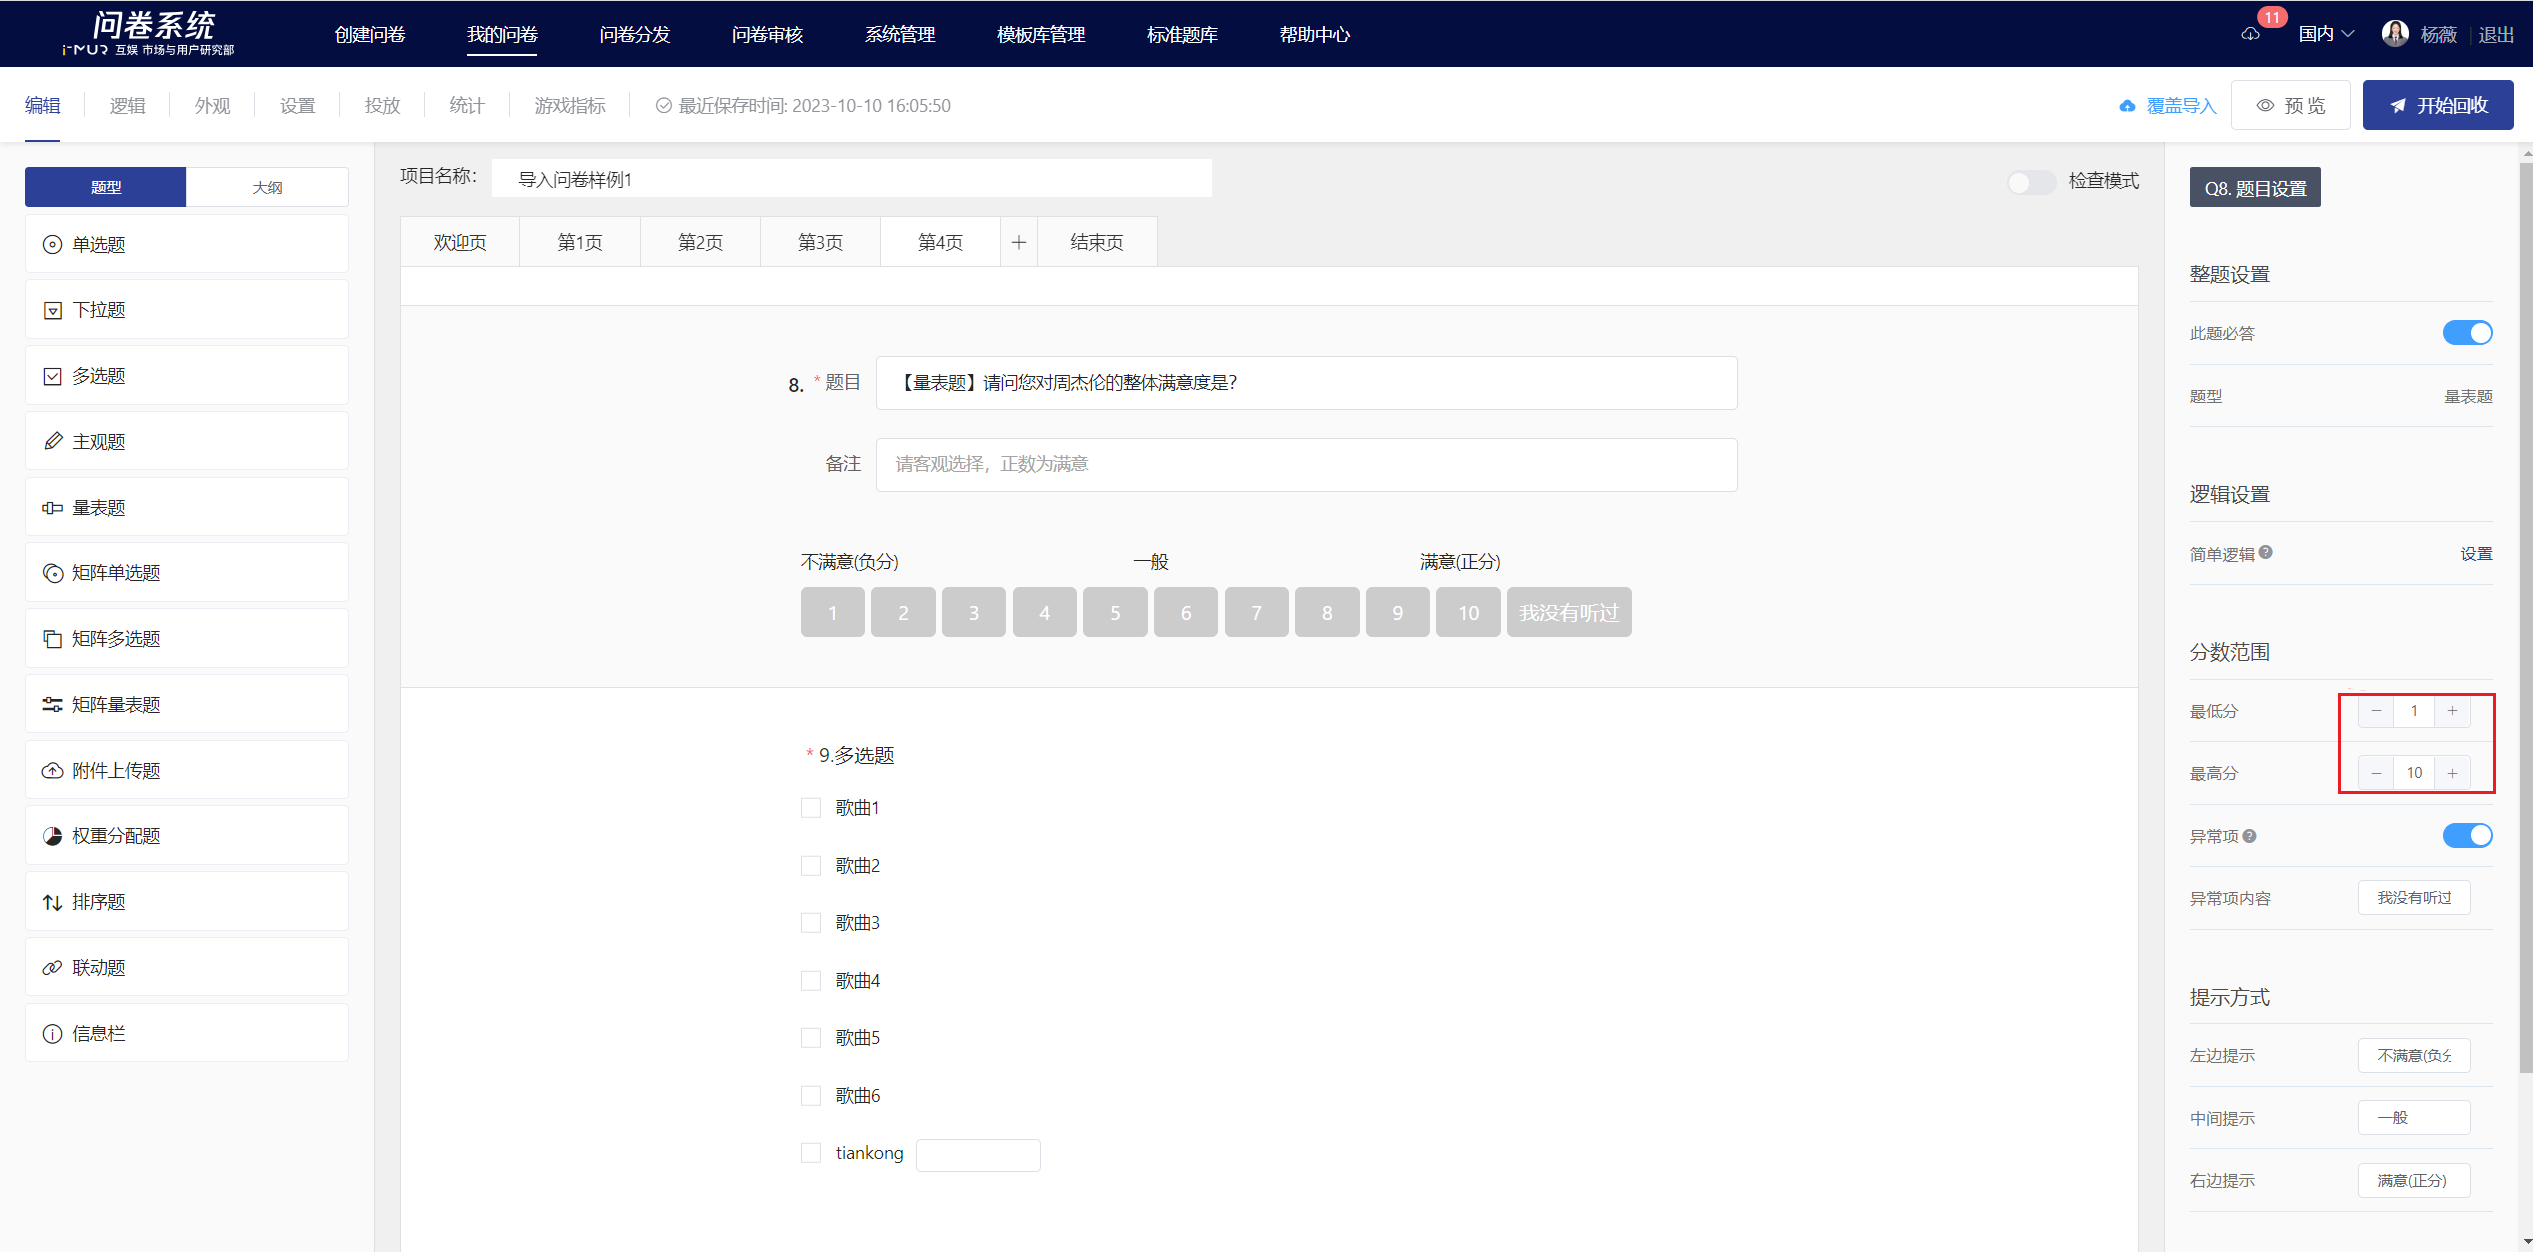 问卷系统
i-MUR 互娱 市场与用户研究部
创建问卷
我的问卷
问卷分发
问卷审核
系统管理
模板库管理
标准题库
帮助中心
11
国内
杨薇
退出
编辑
逻辑
外观
设置
投放
统计
游戏指标
最近保存时间: 2023-10-10 16:05:50
覆盖导入
预 览
开始回收
题型
大纲
单选题
下拉题
多选题
主观题
量表题
矩阵单选题
矩阵多选题
矩阵量表题
附件上传题
权重分配题
排序题
联动题
信息栏
项目名称:
导入问卷样例1
检查模式
欢迎页
第1页
第2页
第3页
第4页
+
结束页
8. * 题目
【量表题】请问您对周杰伦的整体满意度是?
备注
请客观选择，正数为满意
不满意(负分)
一般
满意(正分)
1
2
3
4
5
6
7
8
9
10
我没有听过
* 9.多选题
歌曲1
歌曲2
歌曲3
歌曲4
歌曲5
歌曲6
tiankong
Q8. 题目设置
整题设置
此题必答
题型
量表题
逻辑设置
简单逻辑
设置
分数范围
最低分
− 1 +
最高分
− 10 +
异常项
异常项内容
我没有听过
提示方式
左边提示
不满意(负分
中间提示
一般
右边提示
满意(正分)